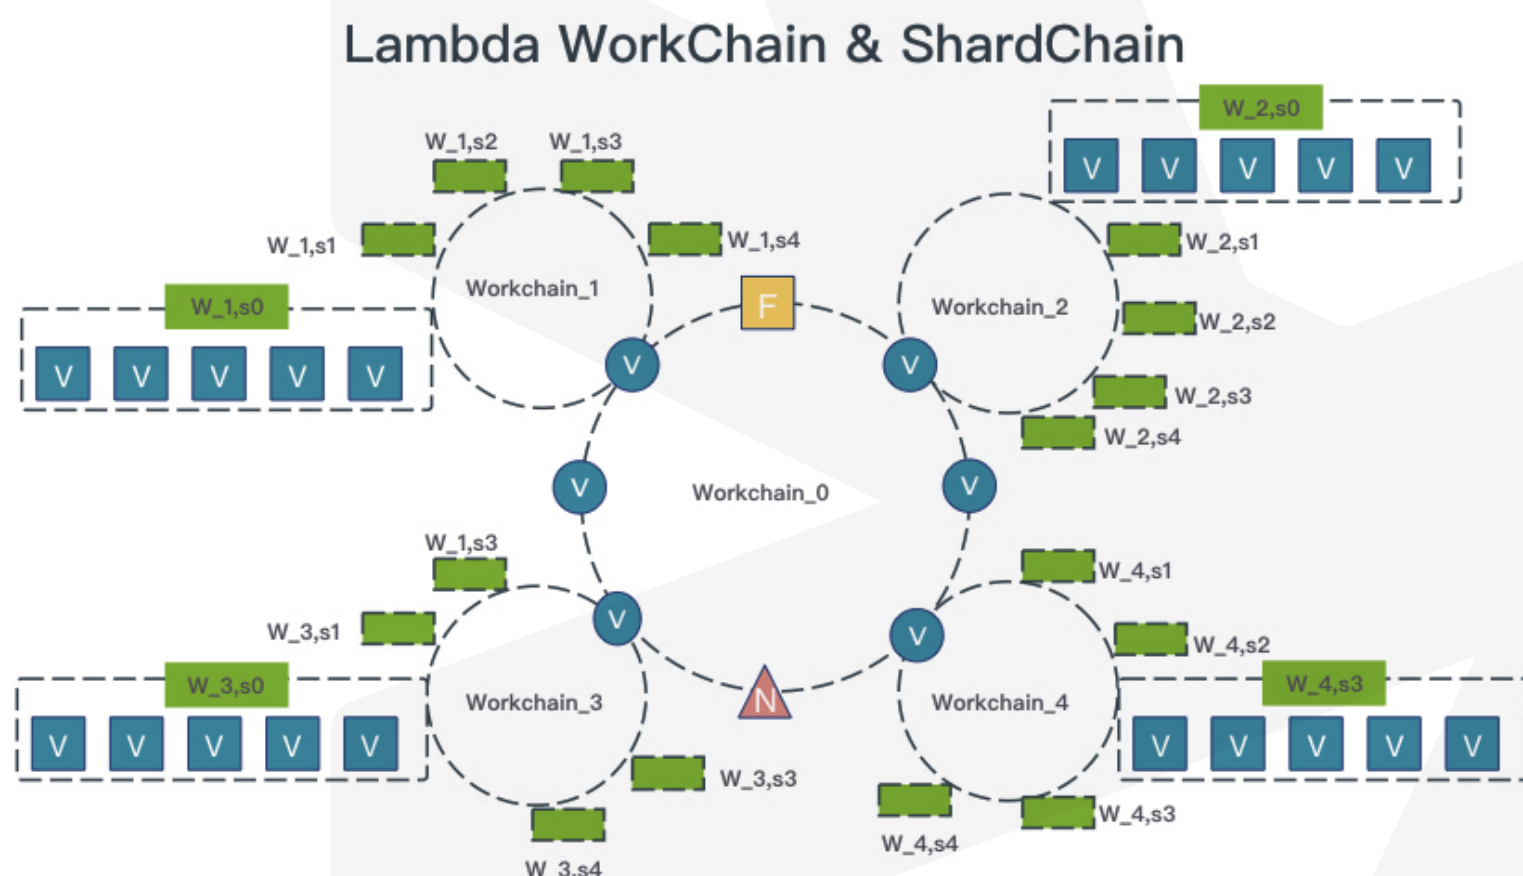 Lambda WorkChain & ShardChain
W_2,s0
V V V V V
W_1,s2
W_1,s3
W_1,s1
W_1,s4
W_2,s1
Workchain_1
F
Workchain_2
W_1,s0
W_2,s2
V V V V V
V
V
W_2,s3
W_2,s4
V
Workchain_0
V
W_1,s3
W_4,s1
W_3,s1
V
V
W_4,s2
W_3,s0
W_4,s3
Workchain_3
N
Workchain_4
V V V V V
V V V V V
W_3,s3
W_4,s3
W_4,s4
W_3,s4